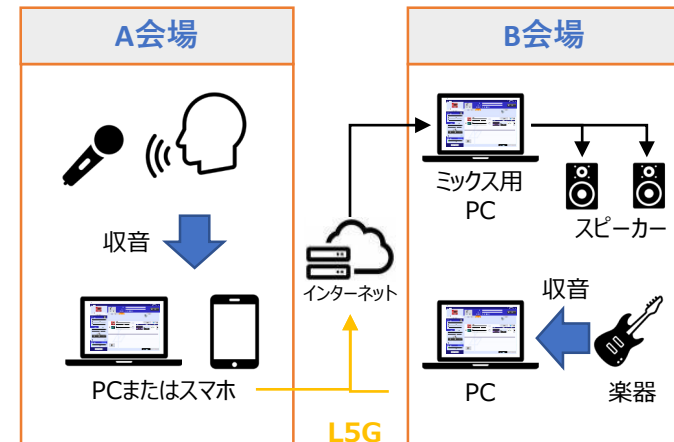 A会場
収音
PCまたはスマホ
インターネット
L5G
B会場
ミックス用
PC
スピーカー
収音
PC
楽器